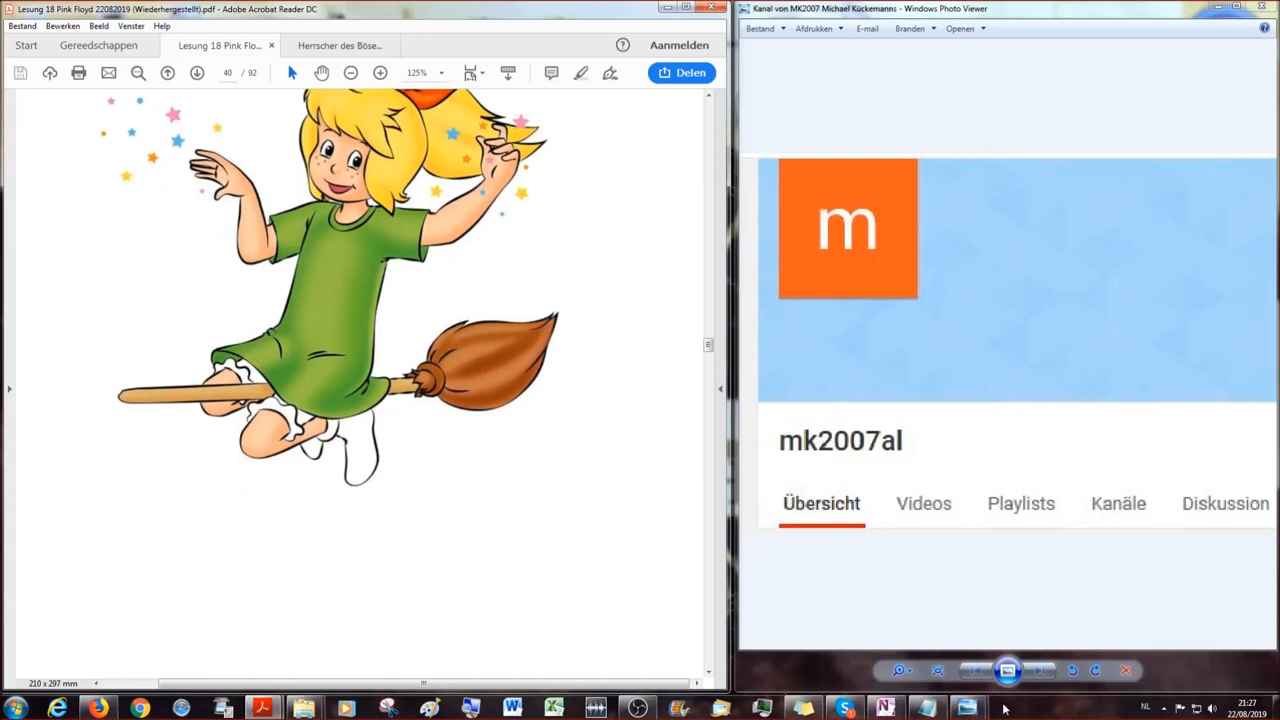 Lesung 18 Pink Floyd 22082019 (Wiederhergestellt).pdf - Adobe Acrobat Reader DC
Bestand Bewerken Beeld Venster Help
Start Gereedschappen Lesung 18 Pink Flo... × Herrscher des Böse... Aanmelden
40 / 92 125% Delen
210 x 297 mm
Kanal von MK2007 Michael Kückemanns - Windows Photo Viewer
Bestand Afdrukken E-mail Branden Openen
m
mk2007al
Übersicht Videos Playlists Kanäle Diskussion
NL 21:27
22/08/2019